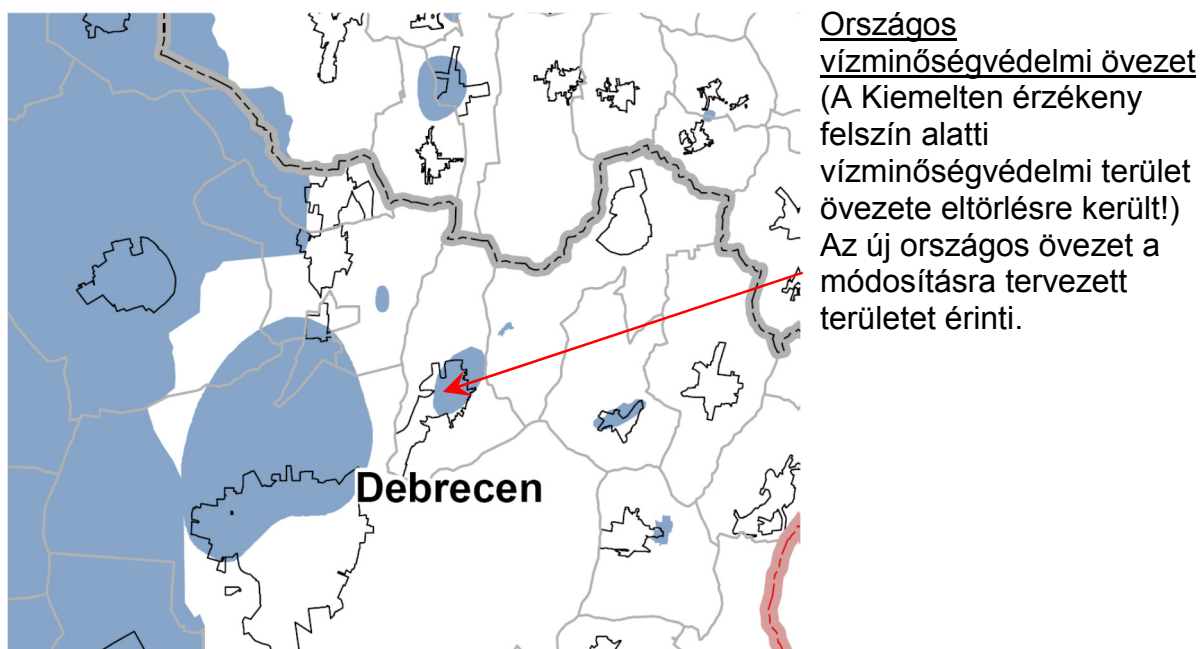 Országos
vízminőségvédelmi övezet
(A Kiemelten érzékeny
felszín alatti
vízminőségvédelmi terület
övezete eltörlésre került!)
Az új országos övezet a
módosításra tervezett
területet érinti.
Debrecen